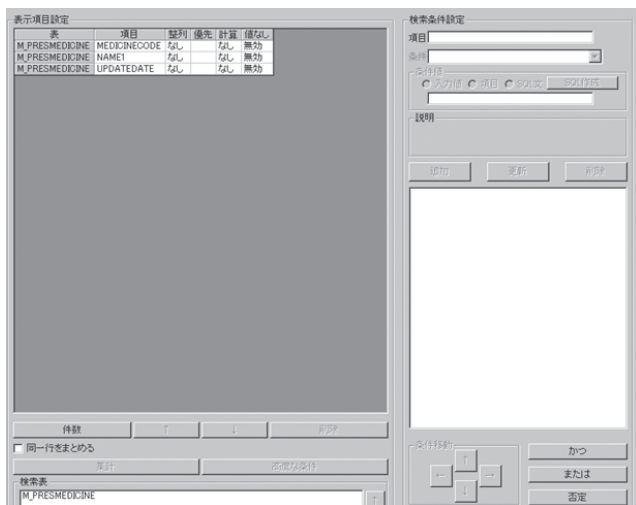 表示項目設定
表 項目 整列 優先 計算 値なし
M_PRESMEDICINE MEDICINECODE なし なし 無効
M_PRESMEDICINE NAME1 なし なし 無効
M_PRESMEDICINE UPDATEDATE なし なし 無効
件数 ↑ ↓ 削除
同一行をまとめる
集計 高度な条件
検索表
M_PRESMEDICINE ↑
検索条件設定
項目
条件
条件値
入力値 項目 SQL文 SQL作成
説明
追加 更新 削除
条件移動
↑
← →
↓
かつ
または
否定